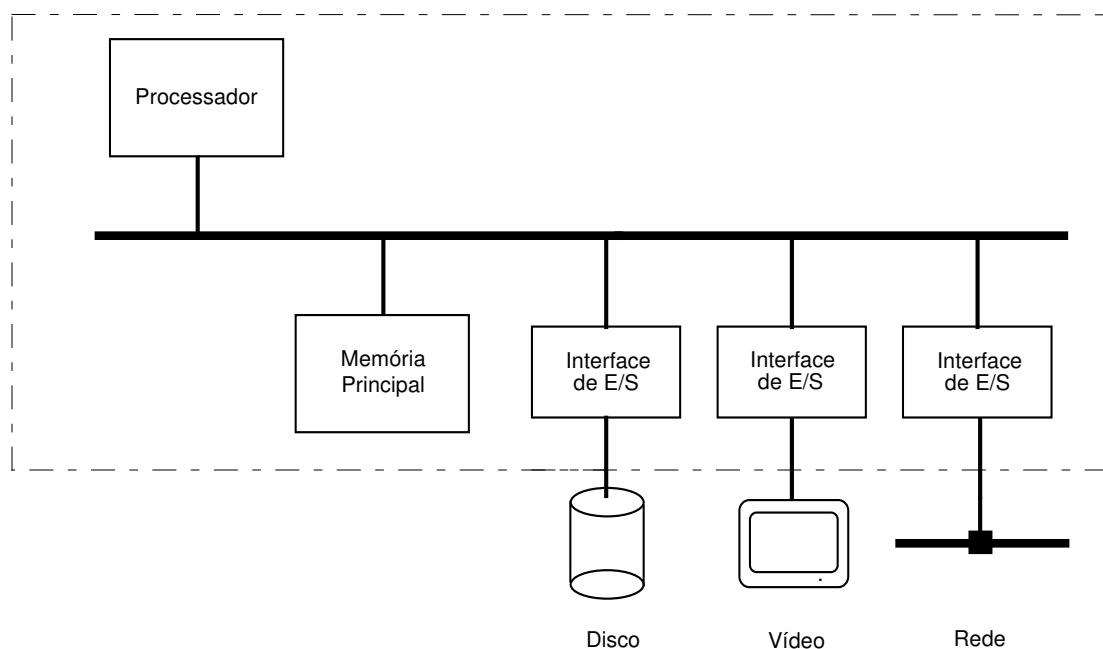 Processador
Memória
Principal
Interface
de E/S
Interface
de E/S
Interface
de E/S
Disco
Vídeo
Rede